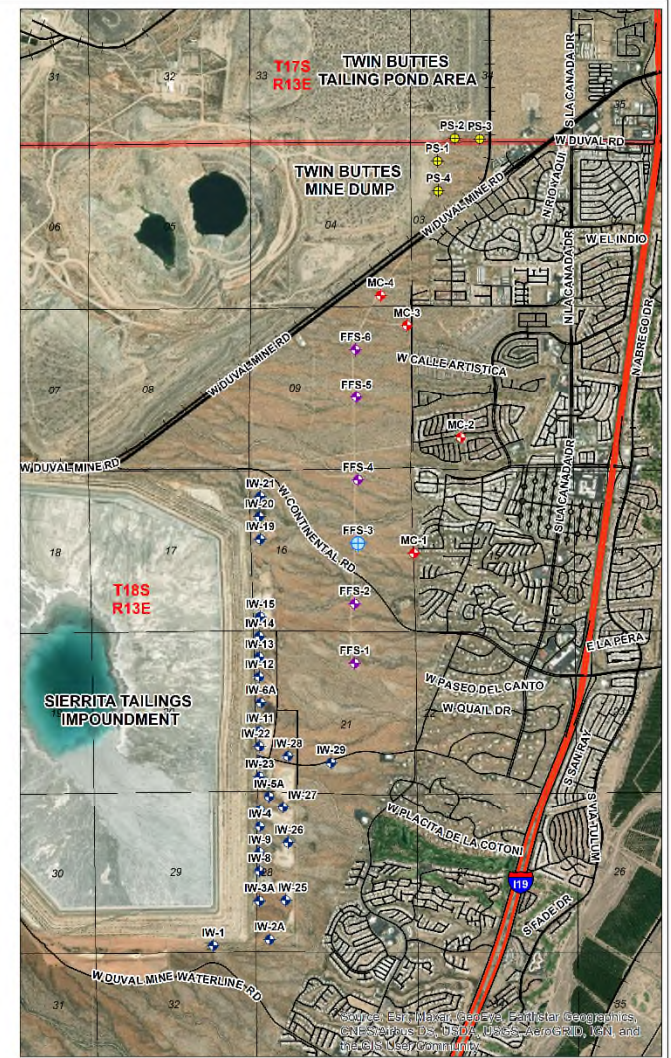 TWIN BUTTES
TAILING POND AREA
T17S
R13E
31
32
33
34
35
S LA CANADA DR
PS-2
PS-3
W DUVAL RD
PS-1
PS-4
TWIN BUTTES
MINE DUMP
N RIO YAQUI
W DUVAL MINE RD
06
05
04
03
W EL INDIO
N LA CANADA DR
MC-4
MC-3
N ABREGO DR
FFS-6
W CALLE ARTISTICA
W DUVAL MINE RD
07
08
09
FFS-5
MC-2
W DUVAL MINE RD
FFS-4
S LA CANADA DR
IW-21
IW-20
IW-19
W CONTINENTAL RD
FFS-3
MC-1
18
17
16
T18S
R13E
FFS-2
IW-15
IW-14
IW-13
IW-12
E LA PERA
FFS-1
W PASEO DEL CANTO
IW-6A
SIERRITA TAILINGS
IMPOUNDMENT
W QUAIL DR
IW-11
21
22
IW-22
IW-28
IW-29
S SAN RAY
IW-23
IW-5A
IW-27
IW-4
W PLACITA DE LA COTONI
S VIA TULUM
IW-9
IW-26
IW-8
30
29
28
27
26
I19
IW-3A
IW-25
S FADE DR
IW-1
IW-2A
W DUVAL MINE WATERLINE RD
31
32
33
35
Source: Esri, Maxar, GeoEye, Earthstar Geographics,
CNES/Airbus DS, USDA, USGS, AeroGRID, IGN, and
the GIS User Community